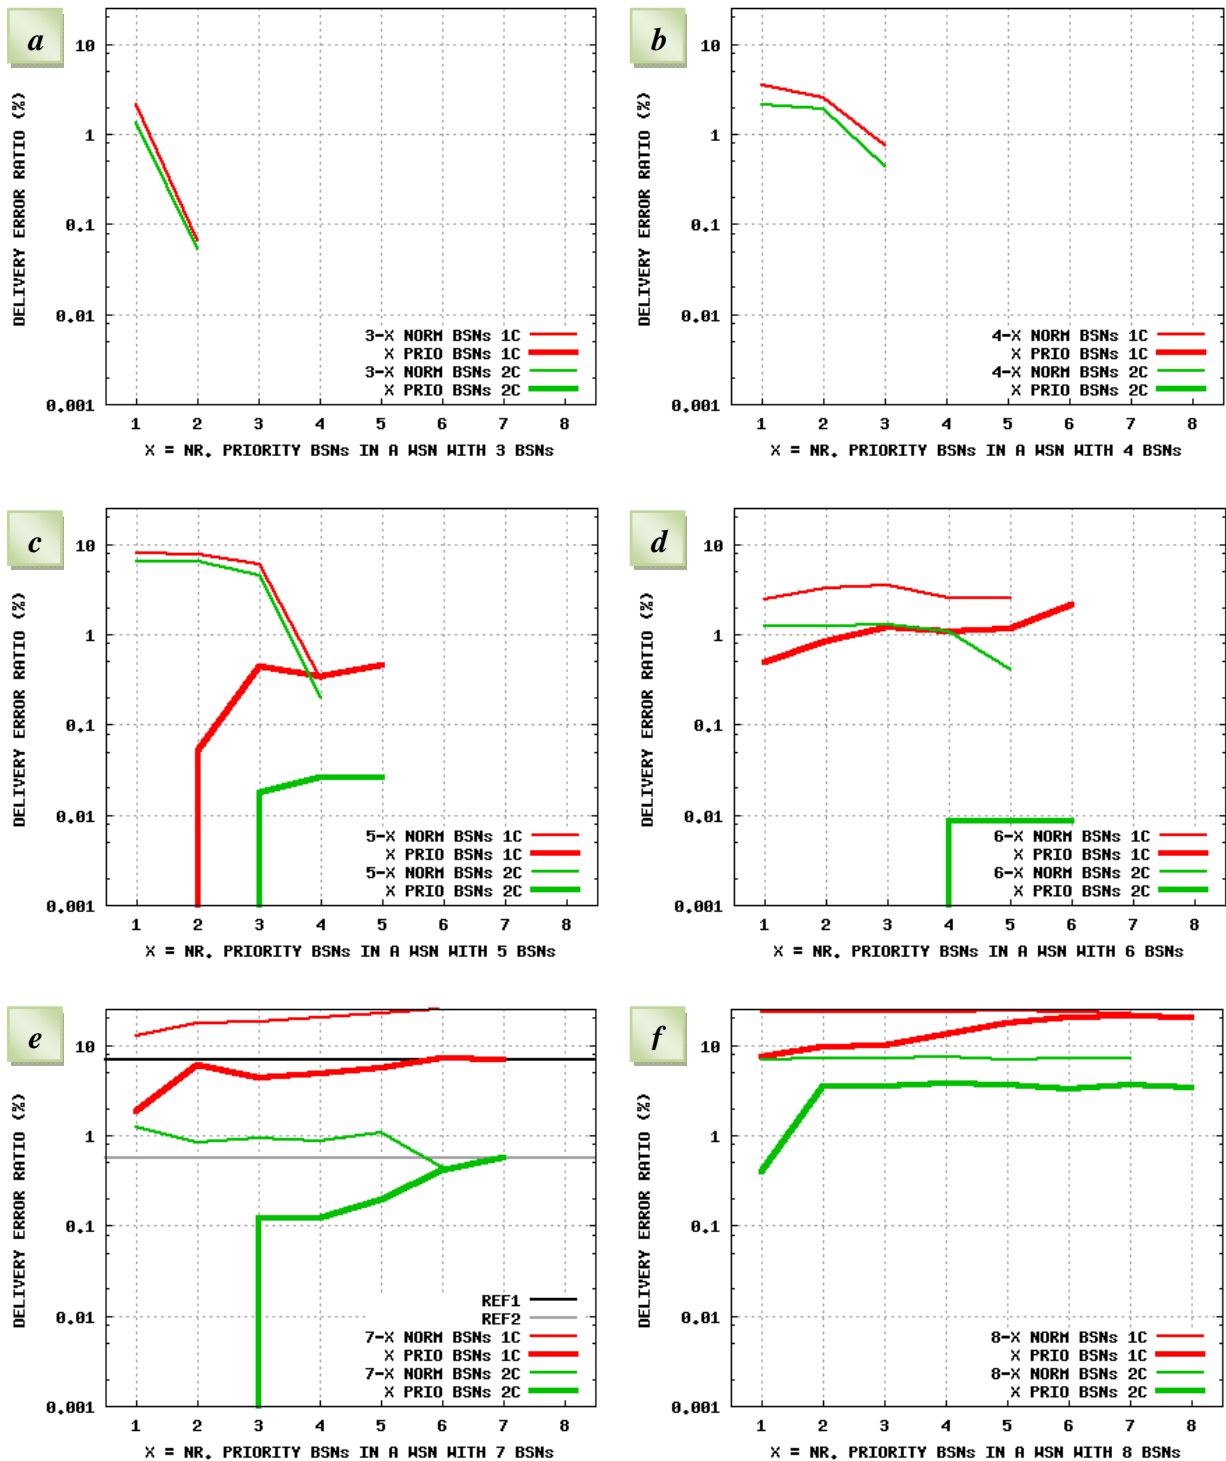 a
DELIVERY ERROR RATIO (%)
10
1
0.1
0.01
0.001
3-X NORM BSNs 1C
X PRIO BSNs 1C
3-X NORM BSNs 2C
X PRIO BSNs 2C
1 2 3 4 5 6 7 8
X = NR. PRIORITY BSNs IN A WSN WITH 3 BSNs
b
DELIVERY ERROR RATIO (%)
10
1
0.1
0.01
0.001
4-X NORM BSNs 1C
X PRIO BSNs 1C
4-X NORM BSNs 2C
X PRIO BSNs 2C
1 2 3 4 5 6 7 8
X = NR. PRIORITY BSNs IN A WSN WITH 4 BSNs
c
DELIVERY ERROR RATIO (%)
10
1
0.1
0.01
0.001
5-X NORM BSNs 1C
X PRIO BSNs 1C
5-X NORM BSNs 2C
X PRIO BSNs 2C
1 2 3 4 5 6 7 8
X = NR. PRIORITY BSNs IN A WSN WITH 5 BSNs
d
DELIVERY ERROR RATIO (%)
10
1
0.1
0.01
0.001
6-X NORM BSNs 1C
X PRIO BSNs 1C
6-X NORM BSNs 2C
X PRIO BSNs 2C
1 2 3 4 5 6 7 8
X = NR. PRIORITY BSNs IN A WSN WITH 6 BSNs
e
DELIVERY ERROR RATIO (%)
10
1
0.1
0.01
0.001
REF1
REF2
7-X NORM BSNs 1C
X PRIO BSNs 1C
7-X NORM BSNs 2C
X PRIO BSNs 2C
1 2 3 4 5 6 7 8
X = NR. PRIORITY BSNs IN A WSN WITH 7 BSNs
f
DELIVERY ERROR RATIO (%)
10
1
0.1
0.01
0.001
8-X NORM BSNs 1C
X PRIO BSNs 1C
8-X NORM BSNs 2C
X PRIO BSNs 2C
1 2 3 4 5 6 7 8
X = NR. PRIORITY BSNs IN A WSN WITH 8 BSNs